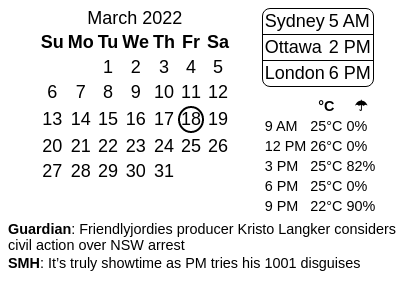 March 2022
Su Mo Tu We Th Fr Sa
1 2 3 4 5
6 7 8 9 10 11 12
13 14 15 16 17 18 19
20 21 22 23 24 25 26
27 28 29 30 31
Sydney 5 AM
Ottawa 2 PM
London 6 PM
°C ☂
9 AM 25°C 0%
12 PM 26°C 0%
3 PM 25°C 82%
6 PM 25°C 0%
9 PM 22°C 90%
Guardian: Friendlyjordies producer Kristo Langker considers
civil action over NSW arrest
SMH: It’s truly showtime as PM tries his 1001 disguises